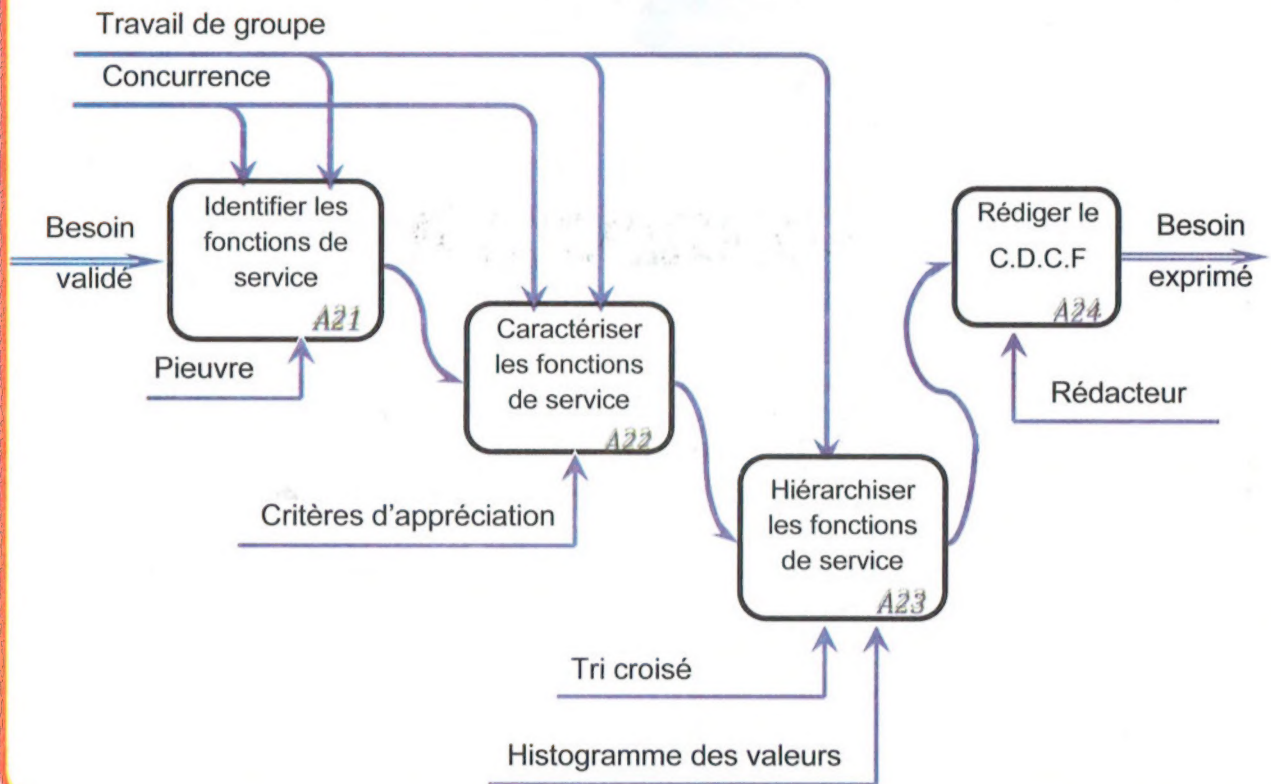 Travail de groupe
Concurrence
Besoin
validé
Identifier les
fonctions de
service
A21
Pieuvre
Caractériser
les fonctions
de service
A22
Critères d'appréciation
Hiérarchiser
les fonctions
de service
A23
Tri croisé
Histogramme des valeurs
Rédiger le
C.D.C.F
A24
Rédacteur
Besoin
exprimé